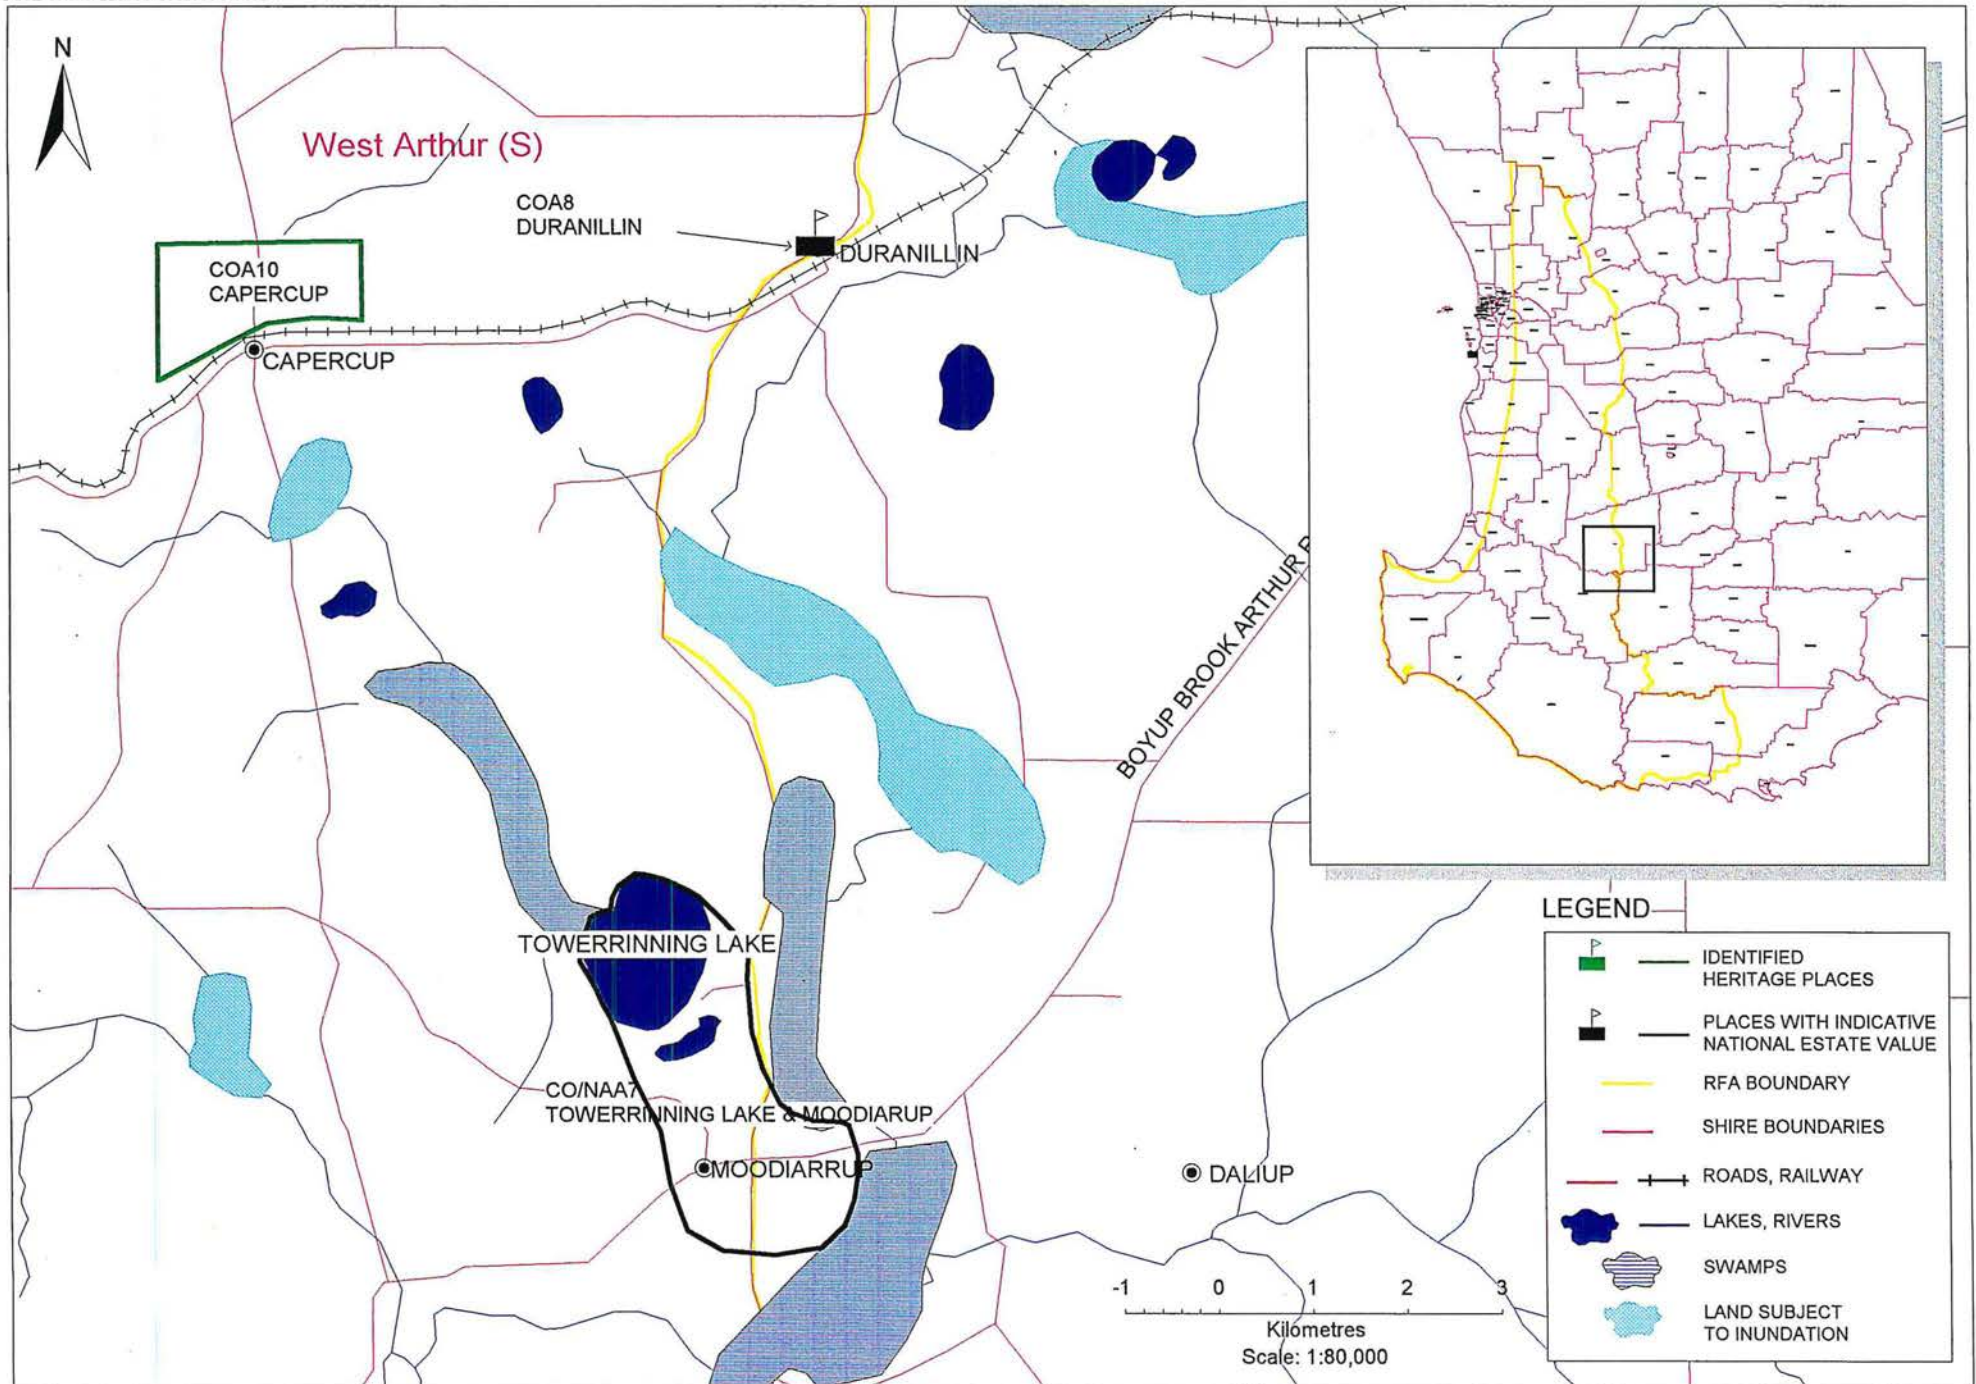 N
West Arthur (S)
COA8
DURANILLIN
DURANILLIN
COA10
CAPERCUP
CAPERCUP
BOYUP BROOK ARTHUR R
TOWERRINNING LAKE
CO/NAA7
TOWERRINNING LAKE & MOODIARUP
MOODIARRUP
DALIUP
-1 0 1 2 3
Kilometres
Scale: 1:80,000
LEGEND
IDENTIFIED
HERITAGE PLACES
PLACES WITH INDICATIVE
NATIONAL ESTATE VALUE
RFA BOUNDARY
SHIRE BOUNDARIES
ROADS, RAILWAY
LAKES, RIVERS
SWAMPS
LAND SUBJECT
TO INUNDATION